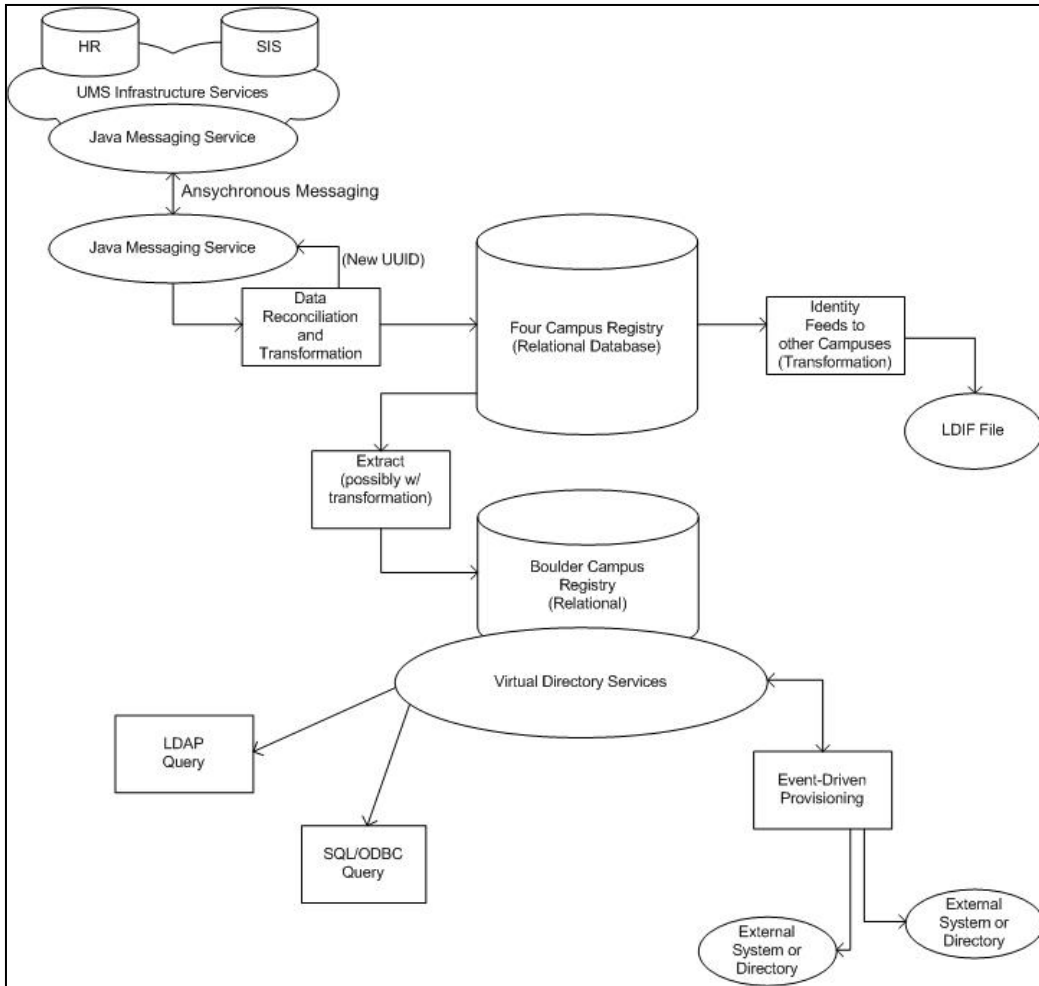 HR
SIS
UMS Infrastructure Services
Java Messaging Service
Ansychronous Messaging
Java Messaging Service
(New UUID)
Data
Reconciliation
and
Transformation
Four Campus Registry
(Relational Database)
Identity
Feeds to
other Campuses
(Transformation)
LDIF File
Extract
(possibly w/
transformation)
Boulder Campus
Registry
(Relational)
Virtual Directory Services
LDAP
Query
SQL/ODBC
Query
Event-Driven
Provisioning
External
System or
Directory
External
System or
Directory